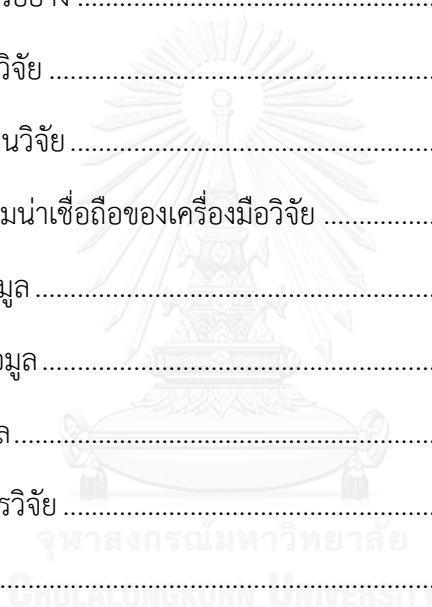 วิจัย ........................................
นวิจัย ........................................
มน่าเชื่อถือของเครื่องมือวิจัย ................
มูล ........................................
อมูล ........................................
ล ........................................
รวิจัย ........................................
จุฬาลงกรณ์มหาวิทยาลัย
CHULALONGKORN UNIVERSITY